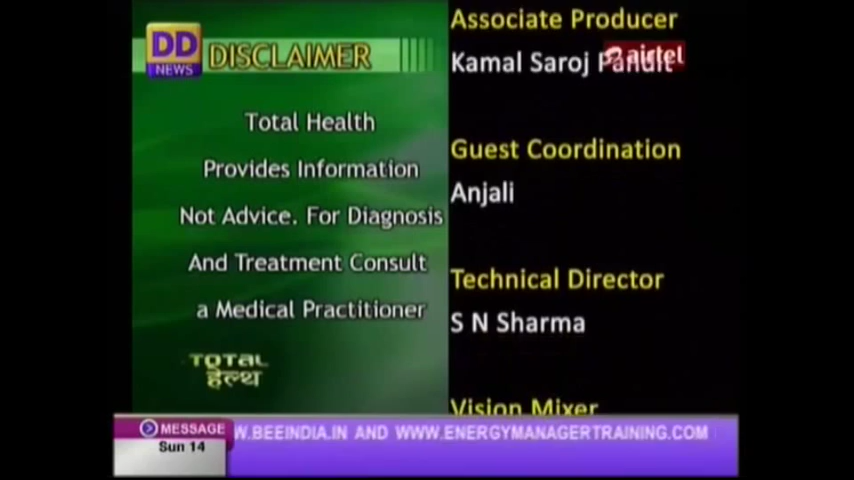 DD
NEWS
DISCLAIMER
Total Health
Provides Information
Not Advice. For Diagnosis
And Treatment Consult
a Medical Practitioner
TOTAL
हेल्थ
Associate Producer
Kamal Saroj Pandit
airtel
Guest Coordination
Anjali
Technical Director
S N Sharma
Vision Mixer
MESSAGE
Sun 14
W.BEEINDIA.IN AND WWW.ENERGYMANAGERTRAINING.COM